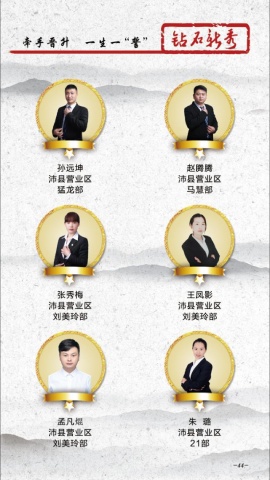 牵手晋升 一生一“誓”
钻石新秀
孙远坤
沛县营业区
猛龙部
赵腾腾
沛县营业区
马慧部
张秀梅
沛县营业区
刘美玲部
王凤影
沛县营业区
刘美玲部
孟凡焜
沛县营业区
刘美玲部
朱璐
沛县营业区
21部
-44-